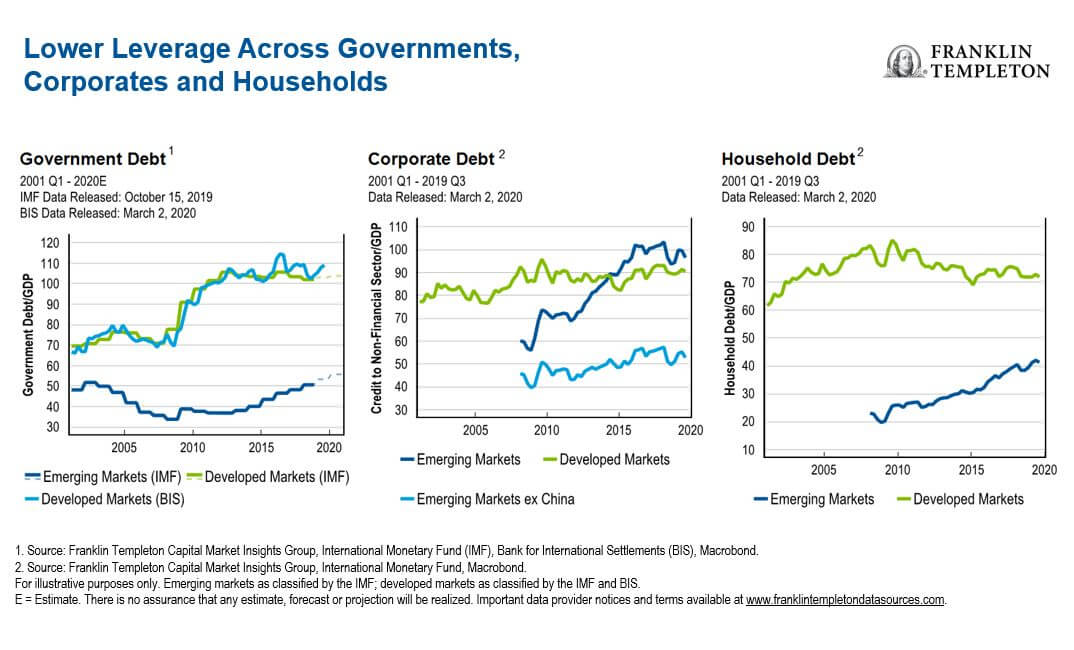 Lower Leverage Across Governments,
Corporates and Households
FRANKLIN
TEMPLETON
Government Debt 1
2001 Q1 - 2020E
IMF Data Released: October 15, 2019
BIS Data Released: March 2, 2020
Government Debt/GDP
120
110
100
90
80
70
60
50
40
30
2005 2010 2015 2020
Emerging Markets (IMF) Developed Markets (IMF)
Developed Markets (BIS)
Corporate Debt 2
2001 Q1 - 2019 Q3
Data Released: March 2, 2020
Credit to Non-Financial Sector/GDP
110
100
90
80
70
60
50
40
30
2005 2010 2015 2020
Emerging Markets Developed Markets
Emerging Markets ex China
Household Debt 2
2001 Q1 - 2019 Q3
Data Released: March 2, 2020
Household Debt/GDP
90
80
70
60
50
40
30
20
10
2005 2010 2015 2020
Emerging Markets Developed Markets
1. Source: Franklin Templeton Capital Market Insights Group, International Monetary Fund (IMF), Bank for International Settlements (BIS), Macrobond.
2. Source: Franklin Templeton Capital Market Insights Group, International Monetary Fund, Macrobond.
For illustrative purposes only. Emerging markets as classified by the IMF; developed markets as classified by the IMF and BIS.
E = Estimate. There is no assurance that any estimate, forecast or projection will be realized. Important data provider notices and terms available at www.franklintempletondatasources.com.